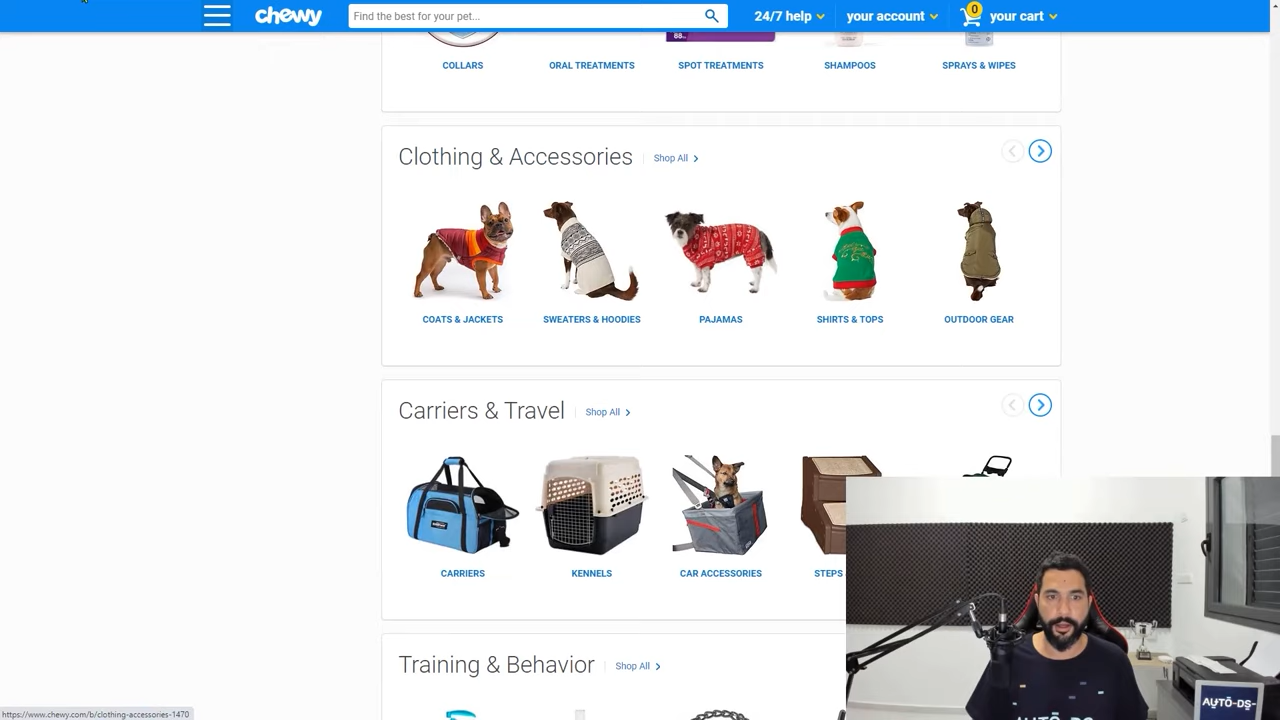 chewy
Find the best for your pet...
24/7 help
your account
0
your cart
88%
COLLARS
ORAL TREATMENTS
SPOT TREATMENTS
SHAMPOOS
SPRAYS & WIPES
Clothing & Accessories
Shop All
COATS & JACKETS
SWEATERS & HOODIES
PAJAMAS
SHIRTS & TOPS
OUTDOOR GEAR
Carriers & Travel
Shop All
CARRIERS
KENNELS
CAR ACCESSORIES
STEPS
Training & Behavior
Shop All
AUTO-DS
AUTO-DS-
https://www.chewy.com/b/clothing-accessories-1470